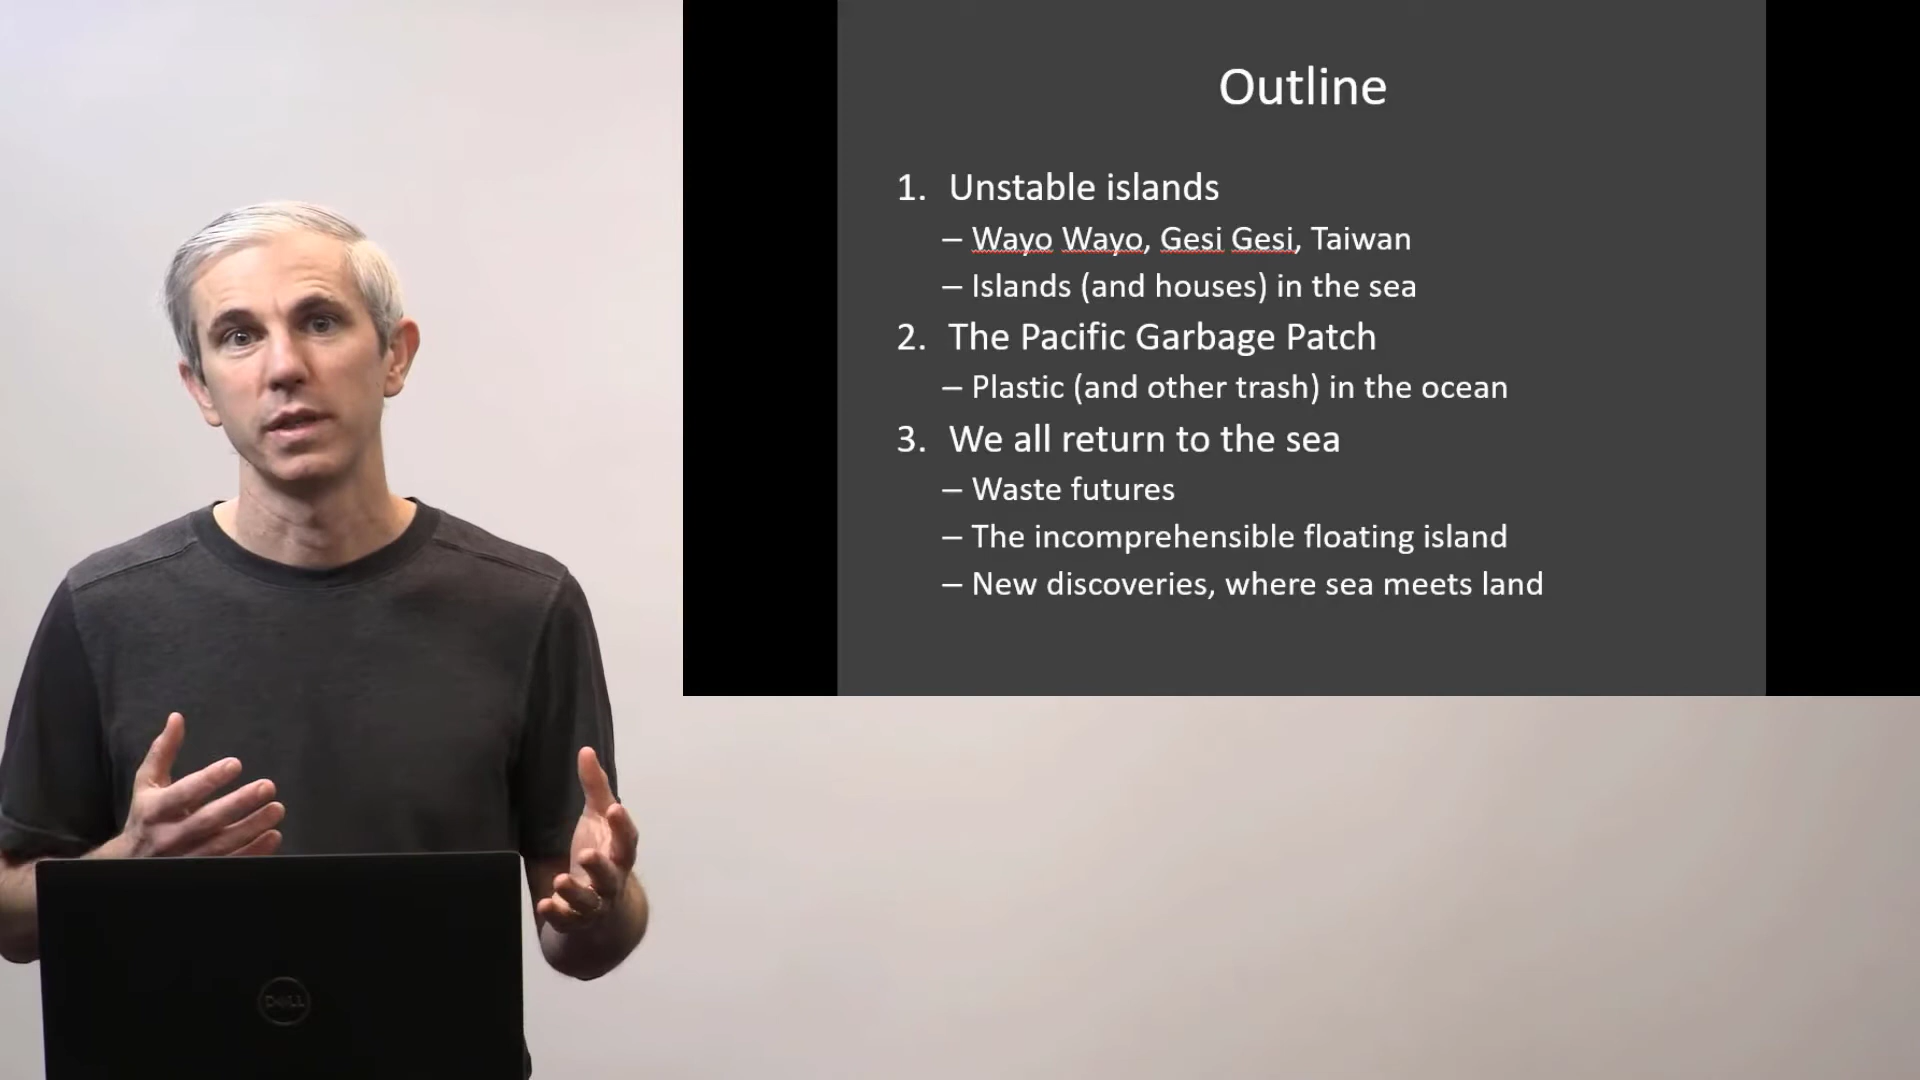 Outline
1. Unstable islands
– Wayo Wayo, Gesi Gesi, Taiwan
– Islands (and houses) in the sea
2. The Pacific Garbage Patch
– Plastic (and other trash) in the ocean
3. We all return to the sea
– Waste futures
– The incomprehensible floating island
– New discoveries, where sea meets land
DELL